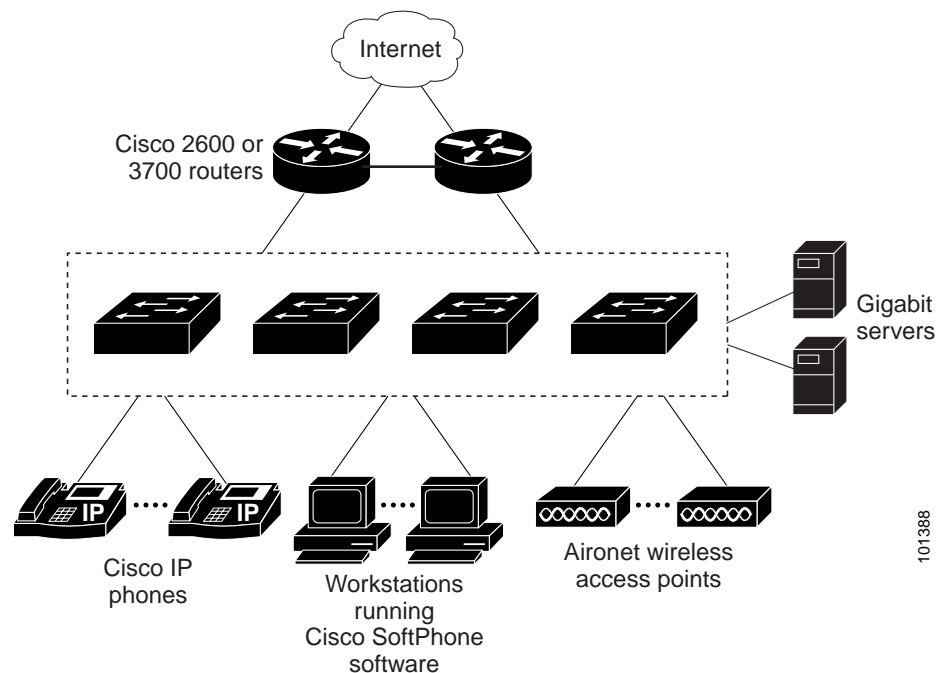 Internet
Cisco 2600 or
3700 routers
Gigabit
servers
IP
IP
Cisco IP
phones
Workstations
running
Cisco SoftPhone
software
Aironet wireless
access points
101388